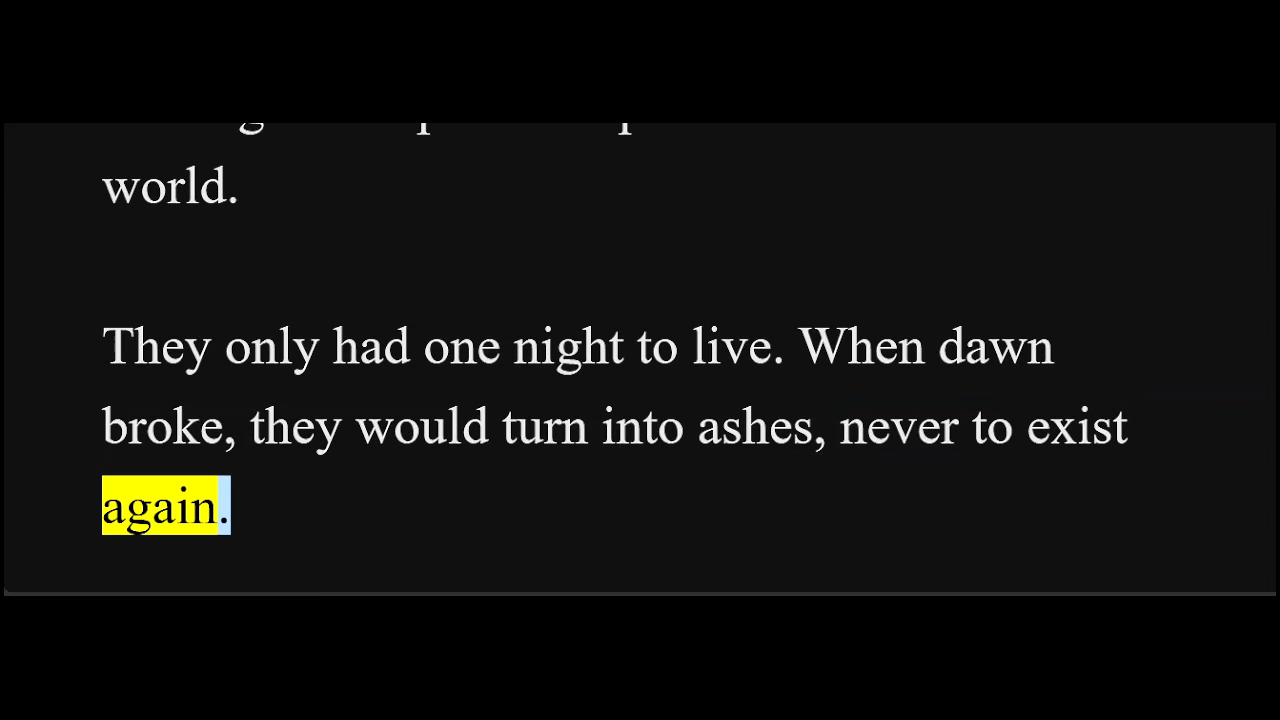 world.
They only had one night to live. When dawn
broke, they would turn into ashes, never to exist
again.